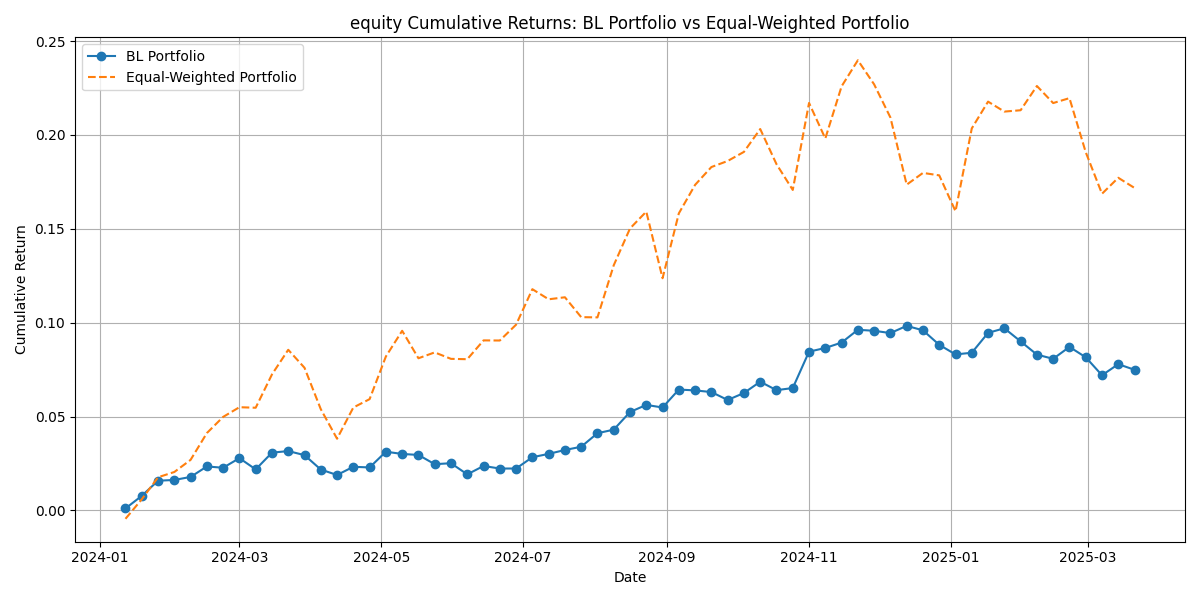 equity Cumulative Returns: BL Portfolio vs Equal-Weighted Portfolio
BL Portfolio
Equal-Weighted Portfolio
Cumulative Return
0.25
0.20
0.15
0.10
0.05
0.00
2024-01 2024-03 2024-05 2024-07 2024-09 2024-11 2025-01 2025-03
Date